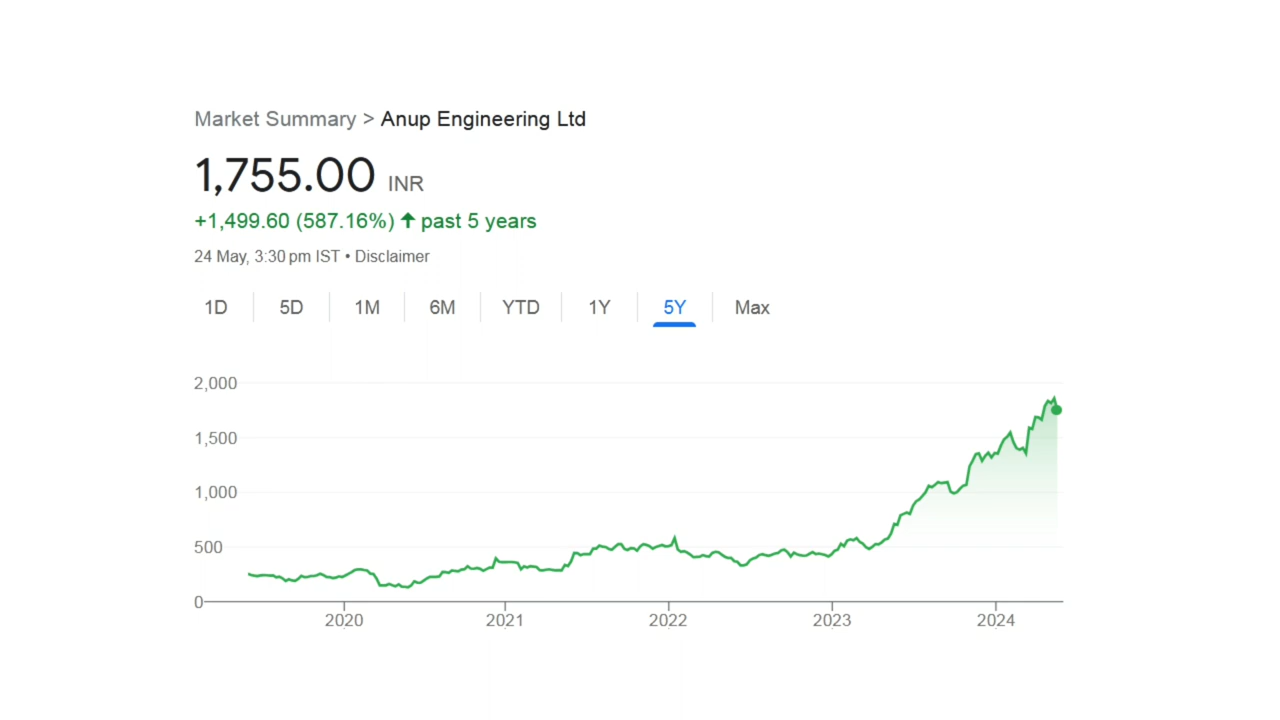 Market Summary > Anup Engineering Ltd
1,755.00 INR
+1,499.60 (587.16%) ↑ past 5 years
24 May, 3:30 pm IST • Disclaimer
1D 5D 1M 6M YTD 1Y 5Y Max
2,000
1,500
1,000
500
0
2020 2021 2022 2023 2024